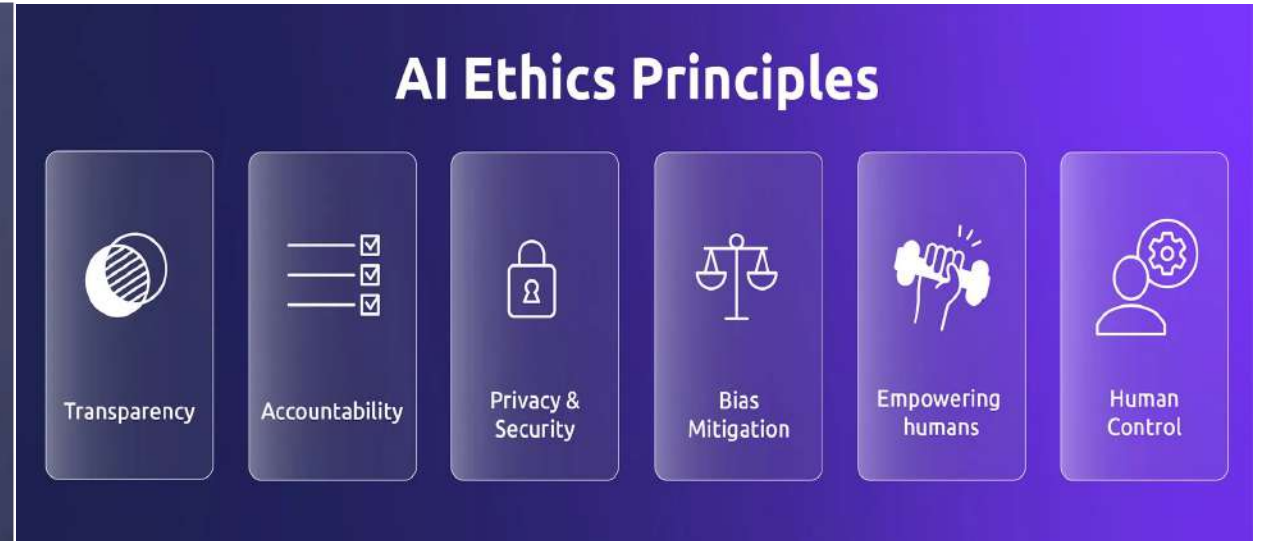 AI Ethics Principles
Transparency
Accountability
Privacy &
Security
Bias
Mitigation
Empowering
humans
Human
Control